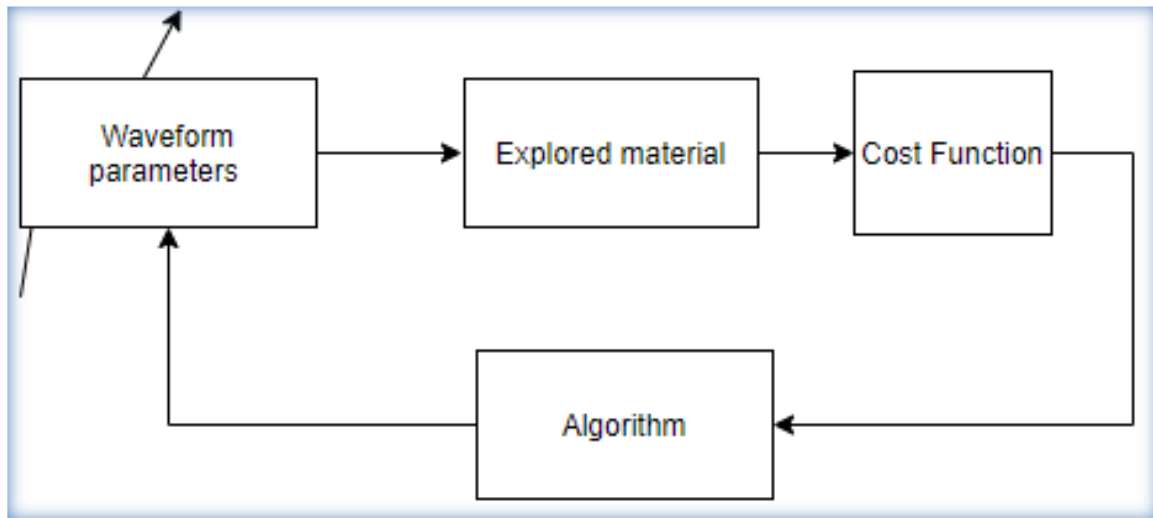 Waveform
parameters
Explored material
Cost Function
Algorithm